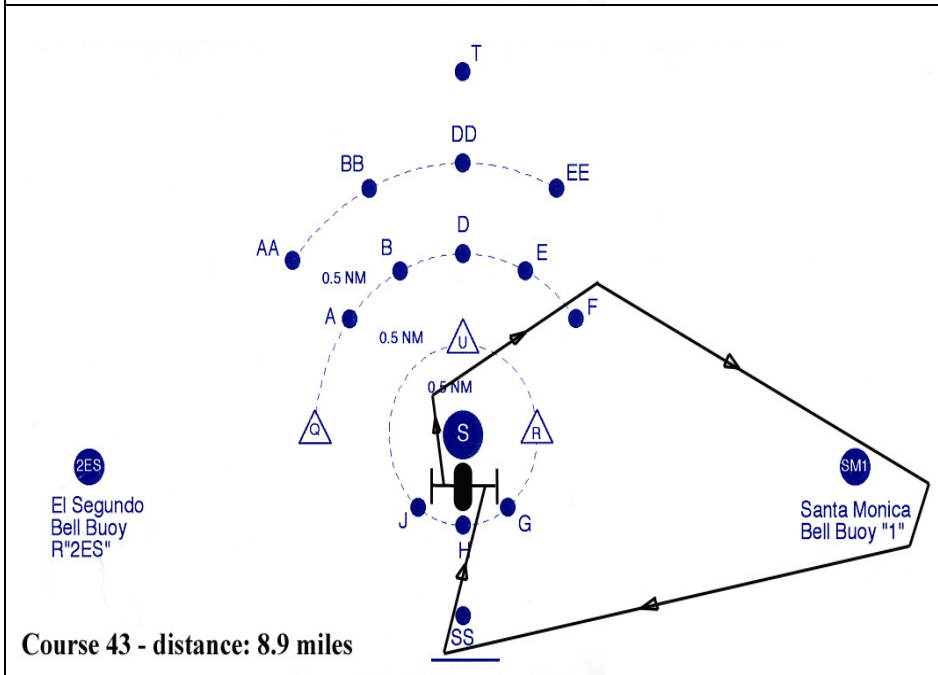 T
DD
BB
EE
AA
D
B
E
0.5 NM
A
F
0.5 NM
U
0.5 NM
Q
S
R
2ES
SM1
El Segundo
Bell Buoy
R"2ES"
Santa Monica
Bell Buoy "1"
J
G
H
SS
Course 43 - distance: 8.9 miles